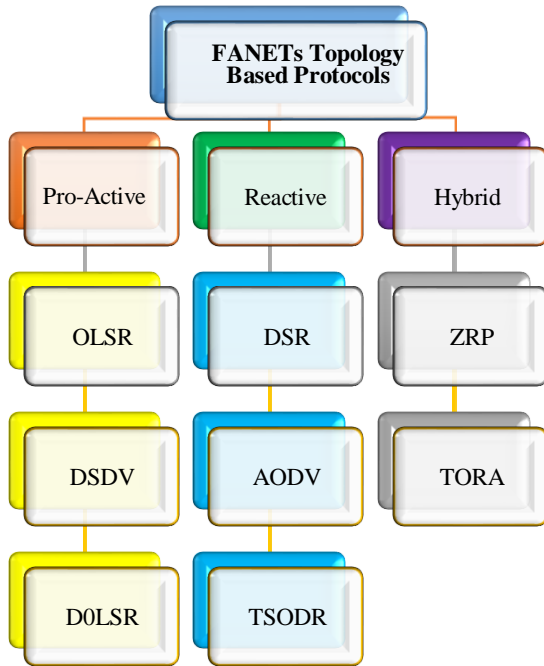 FANETs Topology
Based Protocols
Pro-Active
Reactive
Hybrid
OLSR
DSR
ZRP
DSDV
AODV
TORA
D0LSR
TSODR